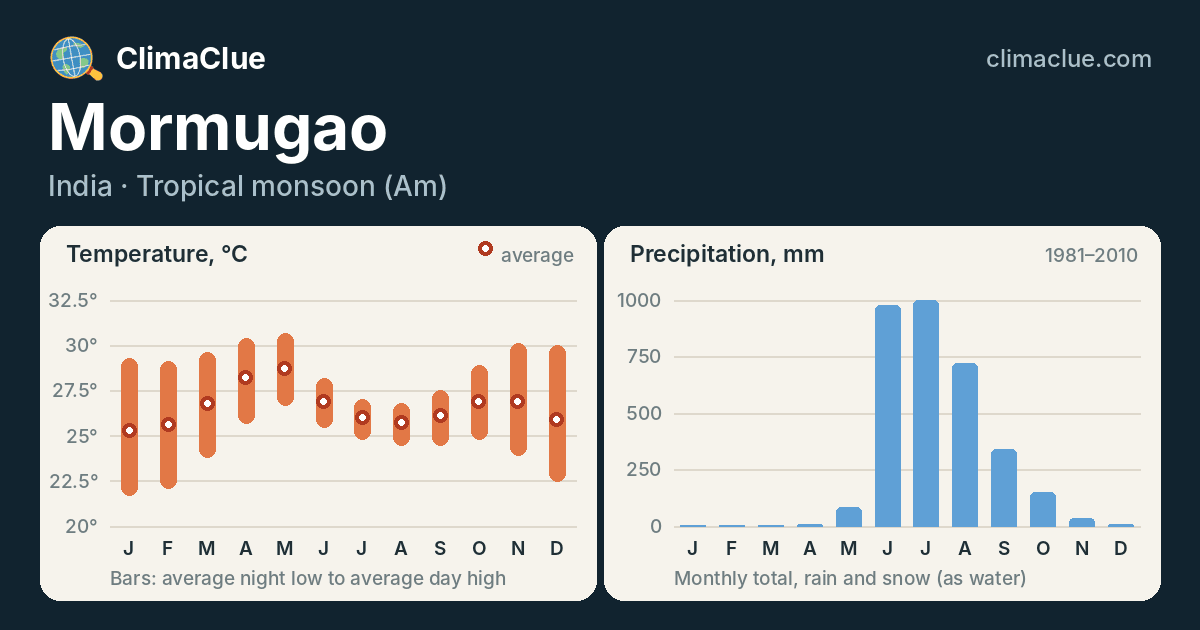 ClimaClue
climaclue.com
Mormugao
India · Tropical monsoon (Am)
Temperature, °C
average
32.5°
30°
27.5°
25°
22.5°
20°
J F M A M J J A S O N D
Bars: average night low to average day high
Precipitation, mm
1981–2010
1000
750
500
250
0
J F M A M J J A S O N D
Monthly total, rain and snow (as water)